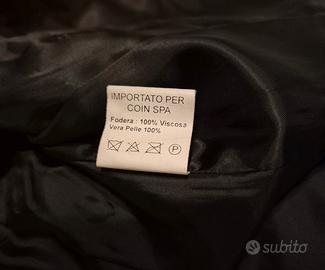 IMPORTATO PER
COIN SPA
Fodera : 100% Viscosa
Vera Pelle 100%
P
subito